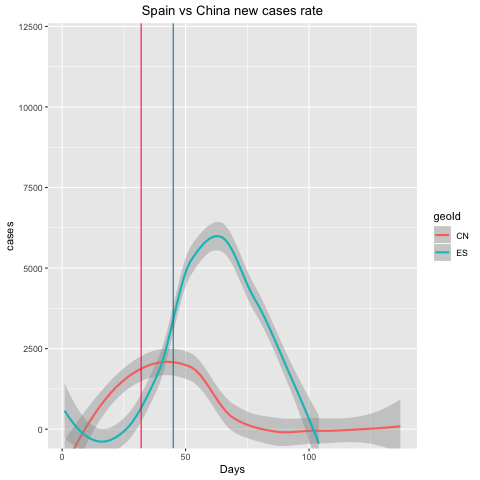 Spain vs China new cases rate
12500
10000
7500
5000
2500
0
cases
0 50 100
Days
geoId
CN
ES